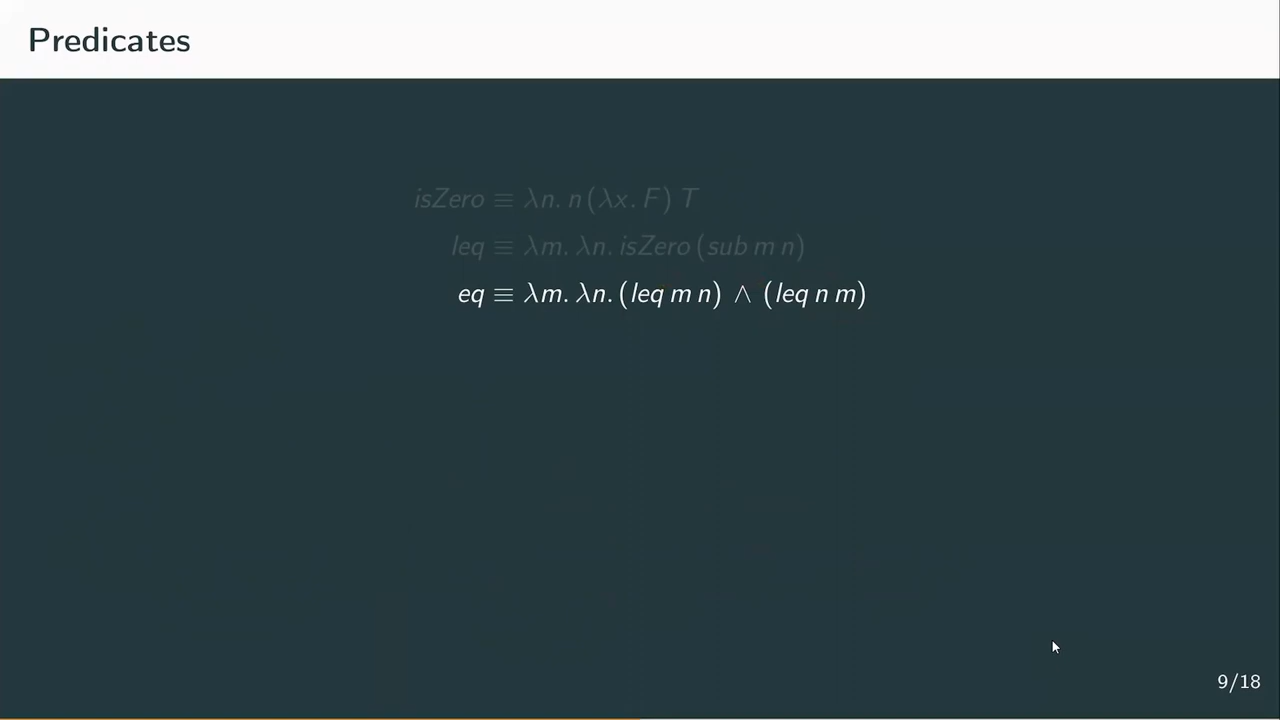 Predicates
isZero ≡ λn. n (λx. F) T
leq ≡ λm. λn. isZero (sub m n)
eq ≡ λm. λn. (leq m n) ∧ (leq n m)
9/18